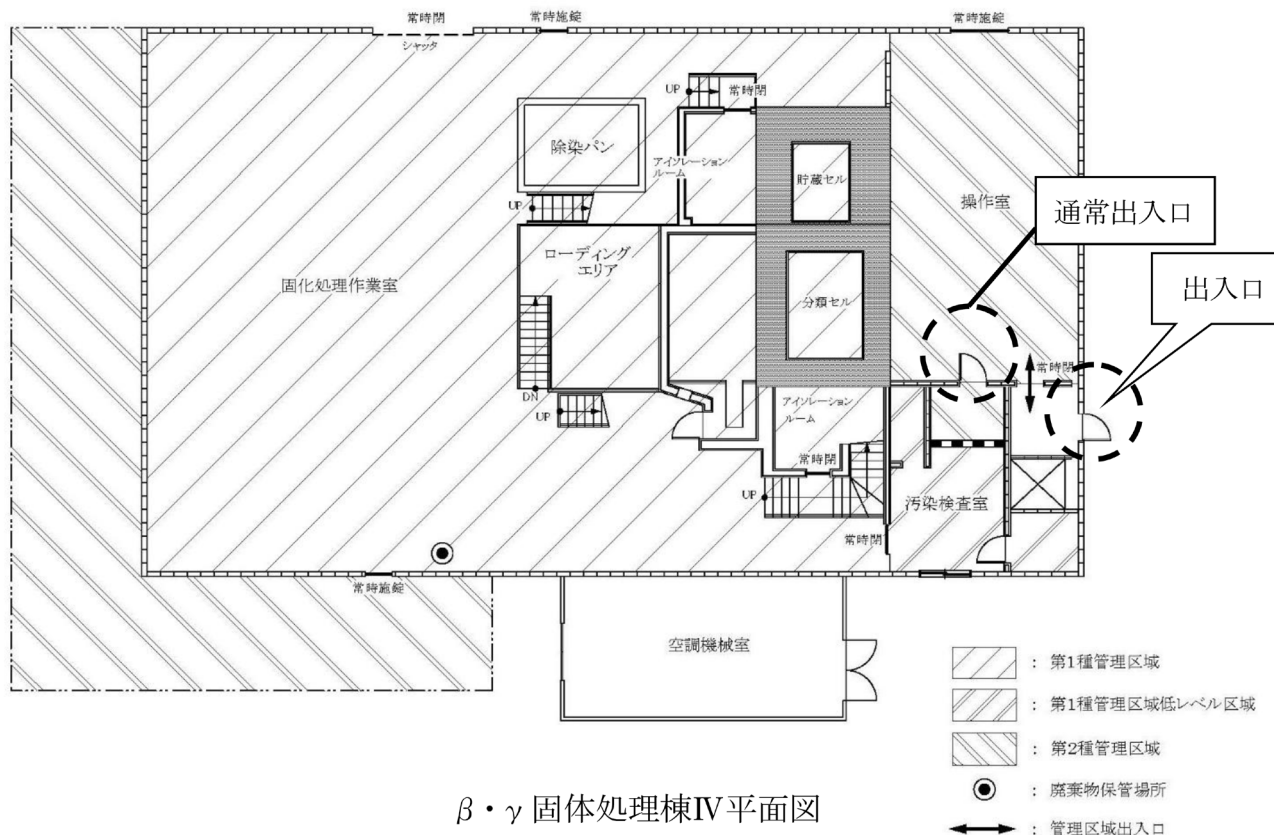 常時閉
シャッタ
常時施錠
常時施錠
UP
常時閉
除染パン
アイソレーション
ルーム
貯蔵セル
操作室
通常出入口
UP
ローディング
エリア
固化処理作業室
分類セル
出入口
常時閉
DN
UP
アイソレーション
ルーム
常時閉
UP
汚染検査室
常時閉
常時施錠
空調機械室
: 第1種管理区域
: 第1種管理区域低レベル区域
: 第2種管理区域
: 廃棄物保管場所
: 管理区域出入口
β・γ 固体処理棟Ⅳ平面図